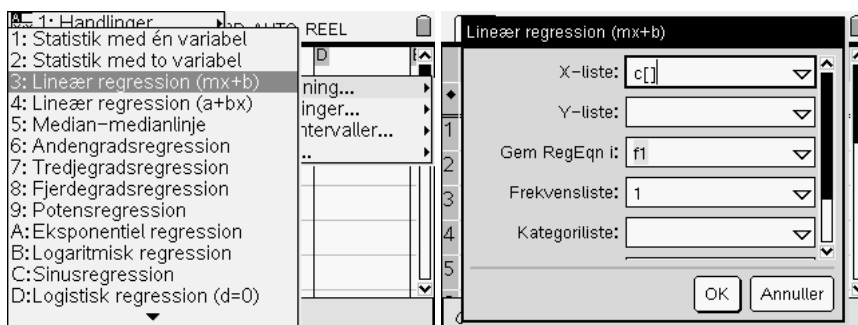 1: Handlinger
AUTO REEL
1: Statistik med én variabel
2: Statistik med to variabel
3: Lineær regression (mx+b)
4: Lineær regression (a+bx)
5: Median-medianlinje
6: Andengradsregression
7: Tredjegradsregression
8: Fjerdegradsregression
9: Potensregression
A:Eksponentiel regression
B:Logaritmisk regression
C:Sinusregression
D:Logistisk regression (d=0)
D
ning...
inger...
ntervaller...
..
Lineær regression (mx+b)
X-liste: c[]
Y-liste:
Gem RegEqn i: f1
Frekvensliste: 1
Kategoriliste:
OK Annuller
1
2
3
4
5